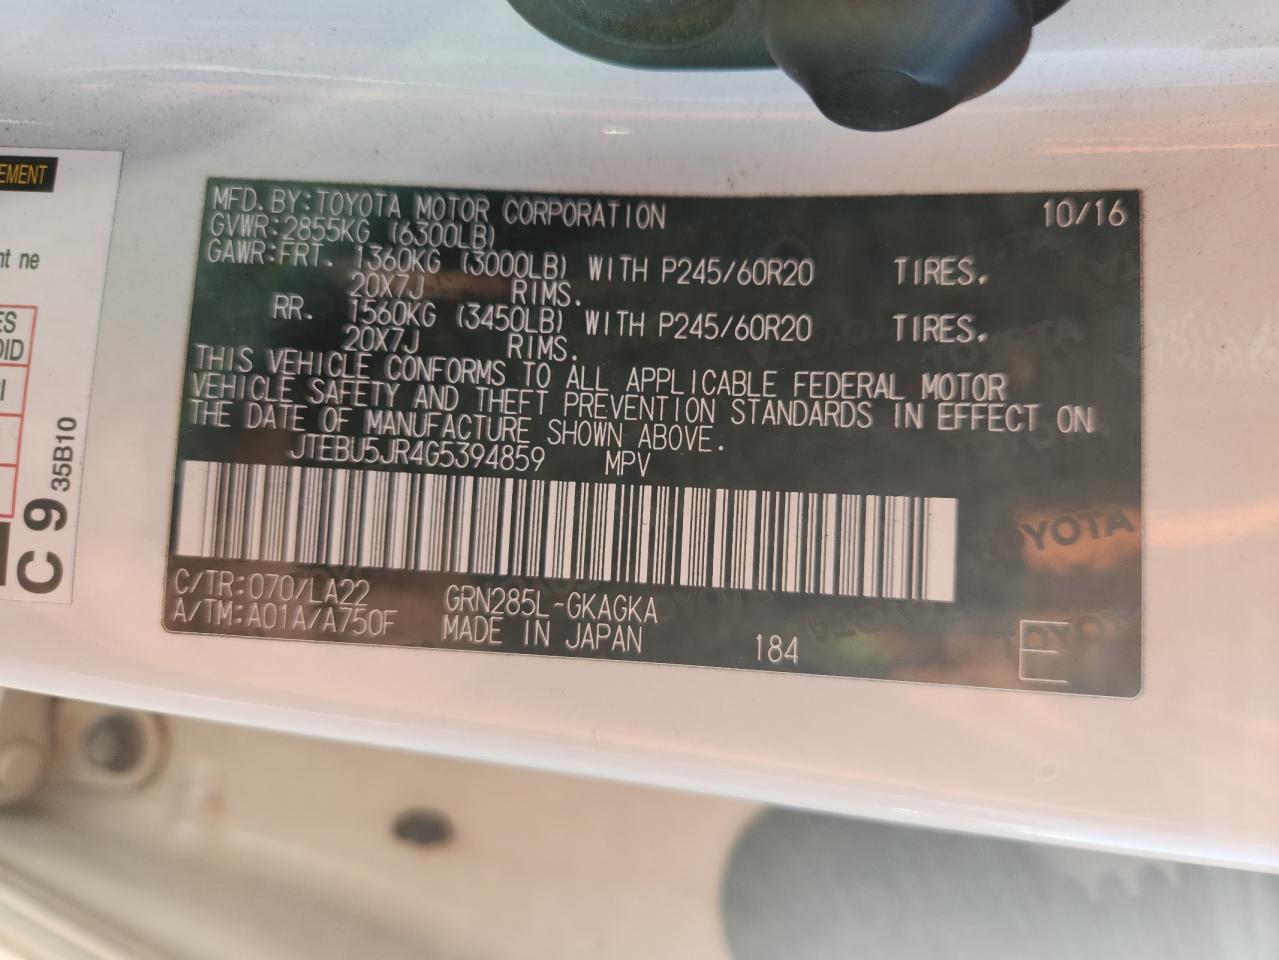 EMENT
nt ne
ES
OID
PI
C 9
35B10
MFD.BY:TOYOTA MOTOR CORPORATION 10/16
GVWR:2855KG (6300LB)
GAWR:FRT. 1360KG (3000LB) WITH P245/60R20 TIRES.
20X7J RIMS.
RR. 1560KG (3450LB) WITH P245/60R20 TIRES.
20X7J RIMS.
THIS VEHICLE CONFORMS TO ALL APPLICABLE FEDERAL MOTOR
VEHICLE SAFETY AND THEFT PREVENTION STANDARDS IN EFFECT ON
THE DATE OF MANUFACTURE SHOWN ABOVE.
JTEBU5JR4G5394859 MPV
C/TR:070/LA22 GRN285L-GKAGKA
A/TM:A01A/A750F MADE IN JAPAN 184 E
TOYOTA